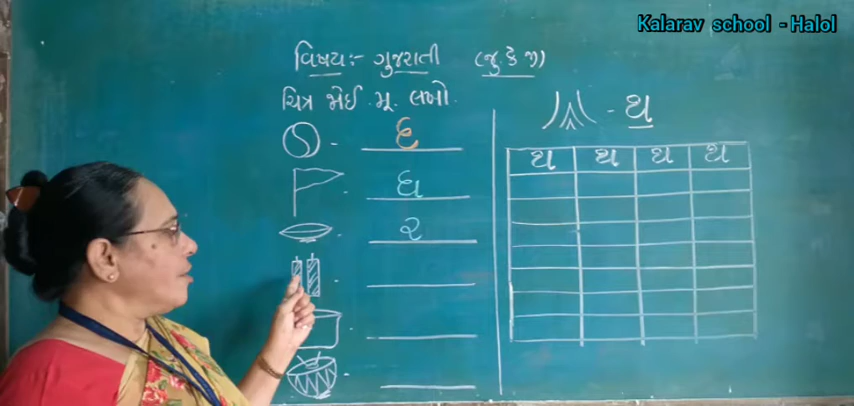 Kalarav school - Halol
વિષય:- ગુજરાતી (જુ. કે. જી)
ચિત્ર જોઈ મૂ. લખો.
- દ
- ધ
- ર
-
-
-
- થ
થ થ થ થ